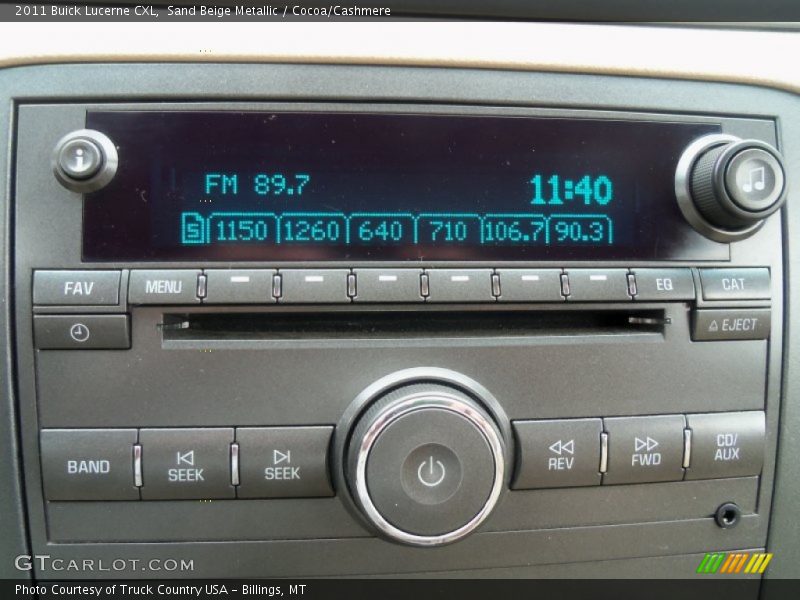 2011 Buick Lucerne CXL,  Sand Beige Metallic / Cocoa/Cashmere
i
FM 89.7
11:40
5 1150 1260 640 710 106.7 90.3
FAV
MENU
EQ
CAT
EJECT
BAND
SEEK
SEEK
REV
FWD
CD/
AUX
GTCARLOT.COM
Photo Courtesy of Truck Country USA - Billings, MT